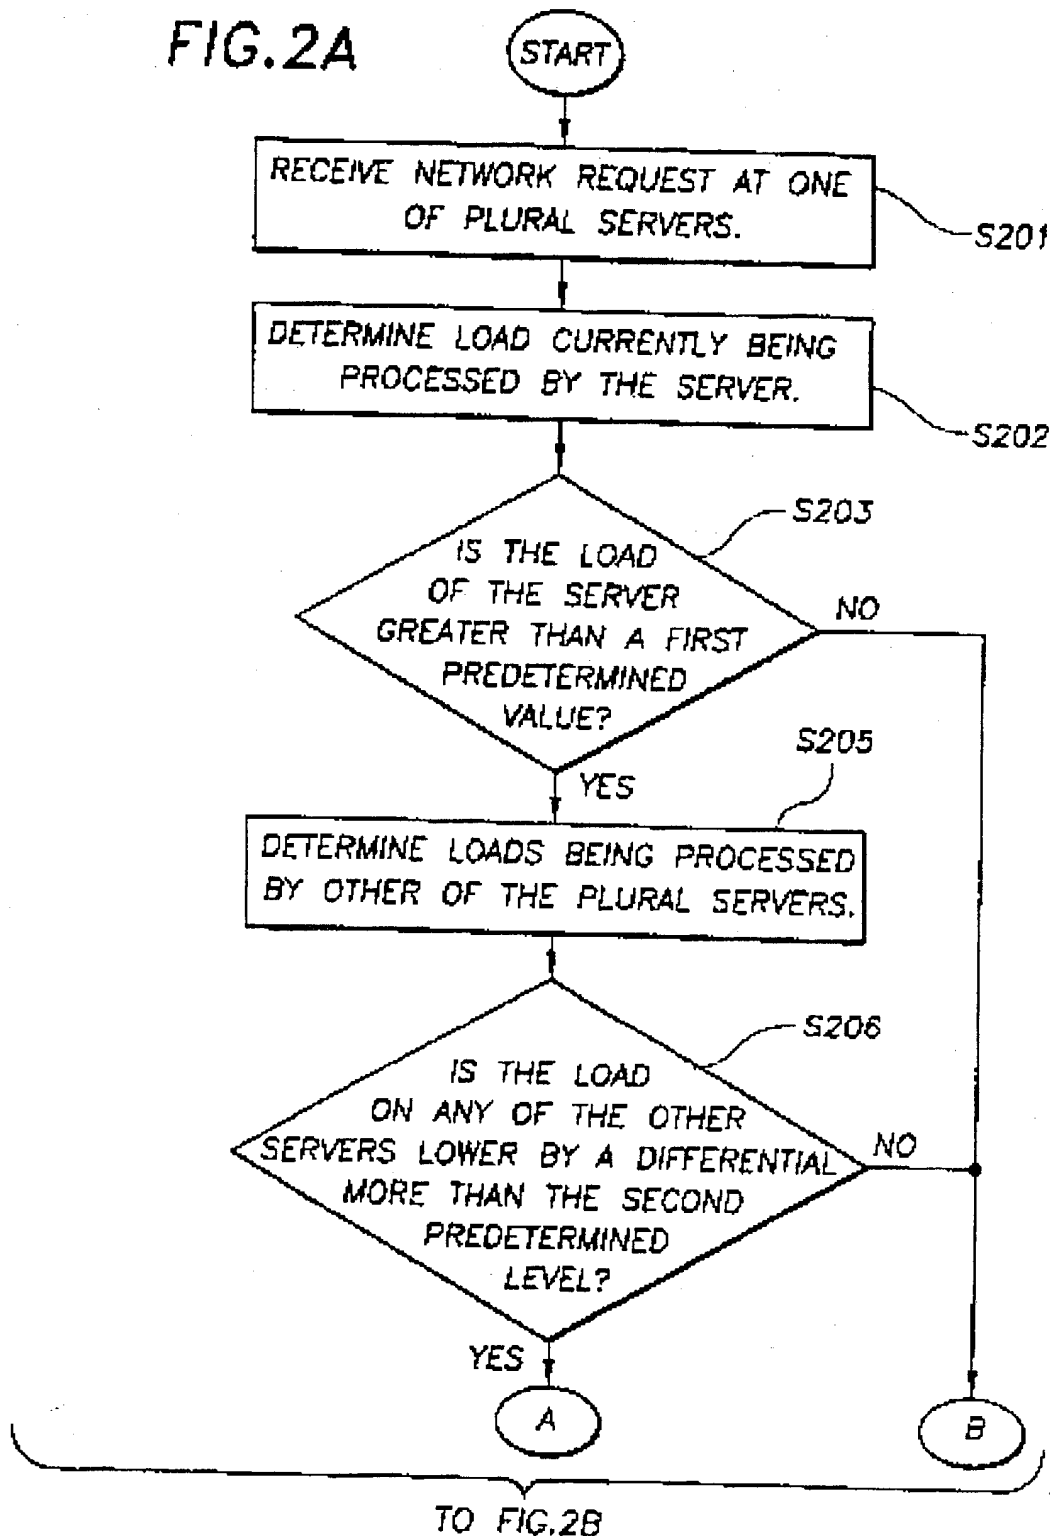 FIG.2A
START
RECEIVE NETWORK REQUEST AT ONE
OF PLURAL SERVERS.
S201
DETERMINE LOAD CURRENTLY BEING
PROCESSED BY THE SERVER.
S202
S203
IS THE LOAD
OF THE SERVER
GREATER THAN A FIRST
PREDETERMINED
VALUE?
NO
YES
S205
DETERMINE LOADS BEING PROCESSED
BY OTHER OF THE PLURAL SERVERS.
S206
IS THE LOAD
ON ANY OF THE OTHER
SERVERS LOWER BY A DIFFERENTIAL
MORE THAN THE SECOND
PREDETERMINED
LEVEL?
NO
YES
A
B
TO FIG.2B